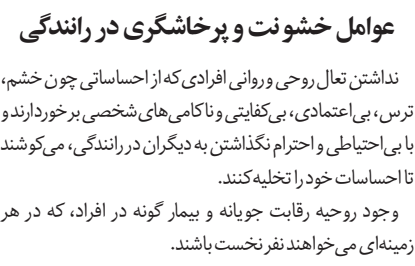 عوامل خشونت و پرخاشگری در رانندگی
نداشتن تعال روحی وروانی افرادی که از احساساتی چون خشم،
ترس، بی‌اعتمادی، بی‌کفایتی و ناکامی‌های شخصی برخوردارند و
با بی‌احتیاطی و احترام نگذاشتن به دیگران در رانندگی، می‌کوشند
تا احساسات خود را تخلیه کنند.
وجود روحیه رقابت جویانه و بیمار گونه در افراد، که در هر
زمینه‌ای می‌خواهند نفر نخست باشند.